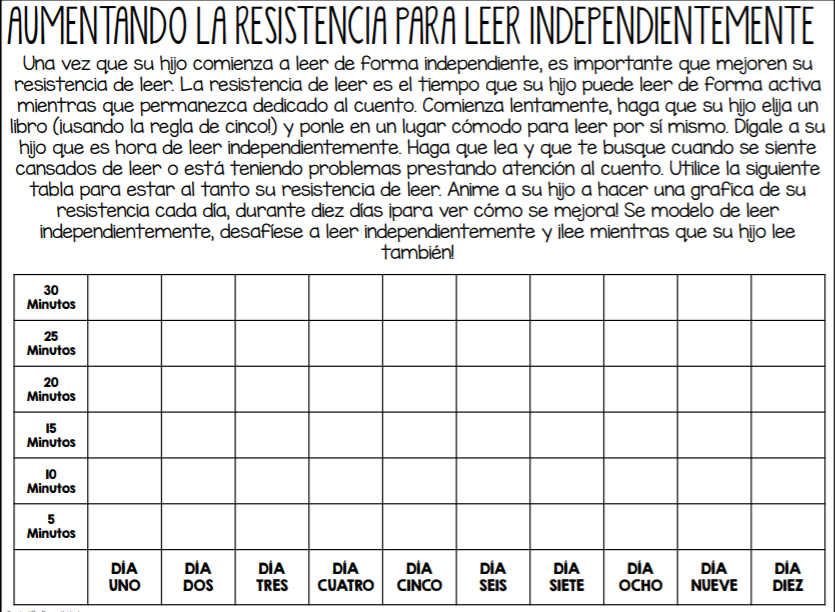 AUMENTANDO LA RESISTENCIA PARA LEER INDEPENDIENTEMENTE
Una vez que su hijo comienza a leer de forma independiente, es importante que mejoren su
resistencia de leer. La resistencia de leer es el tiempo que su hijo puede leer de forma activa
mientras que permanezca dedicado al cuento. Comienza lentamente, haga que su hijo elija un
libro (¡usando la regla de cinco!) y ponle en un lugar cómodo para leer por sí mismo. Dígale a su
hijo que es hora de leer independientemente. Haga que lea y que te busque cuando se siente
cansados de leer o está teniendo problemas prestando atención al cuento. Utilice la siguiente
tabla para estar al tanto su resistencia de leer. Anime a su hijo a hacer una grafica de su
resistencia cada día, durante diez días ¡para ver cómo se mejora! Se modelo de leer
independientemente, desafíese a leer independientemente y ¡lee mientras que su hijo lee
también!
30
Minutos
25
Minutos
20
Minutos
15
Minutos
10
Minutos
5
Minutos
DÍA DÍA DÍA DÍA DÍA DÍA DÍA DÍA DÍA DÍA
UNO DOS TRES CUATRO CINCO SEIS SIETE OCHO NUEVE DIEZ